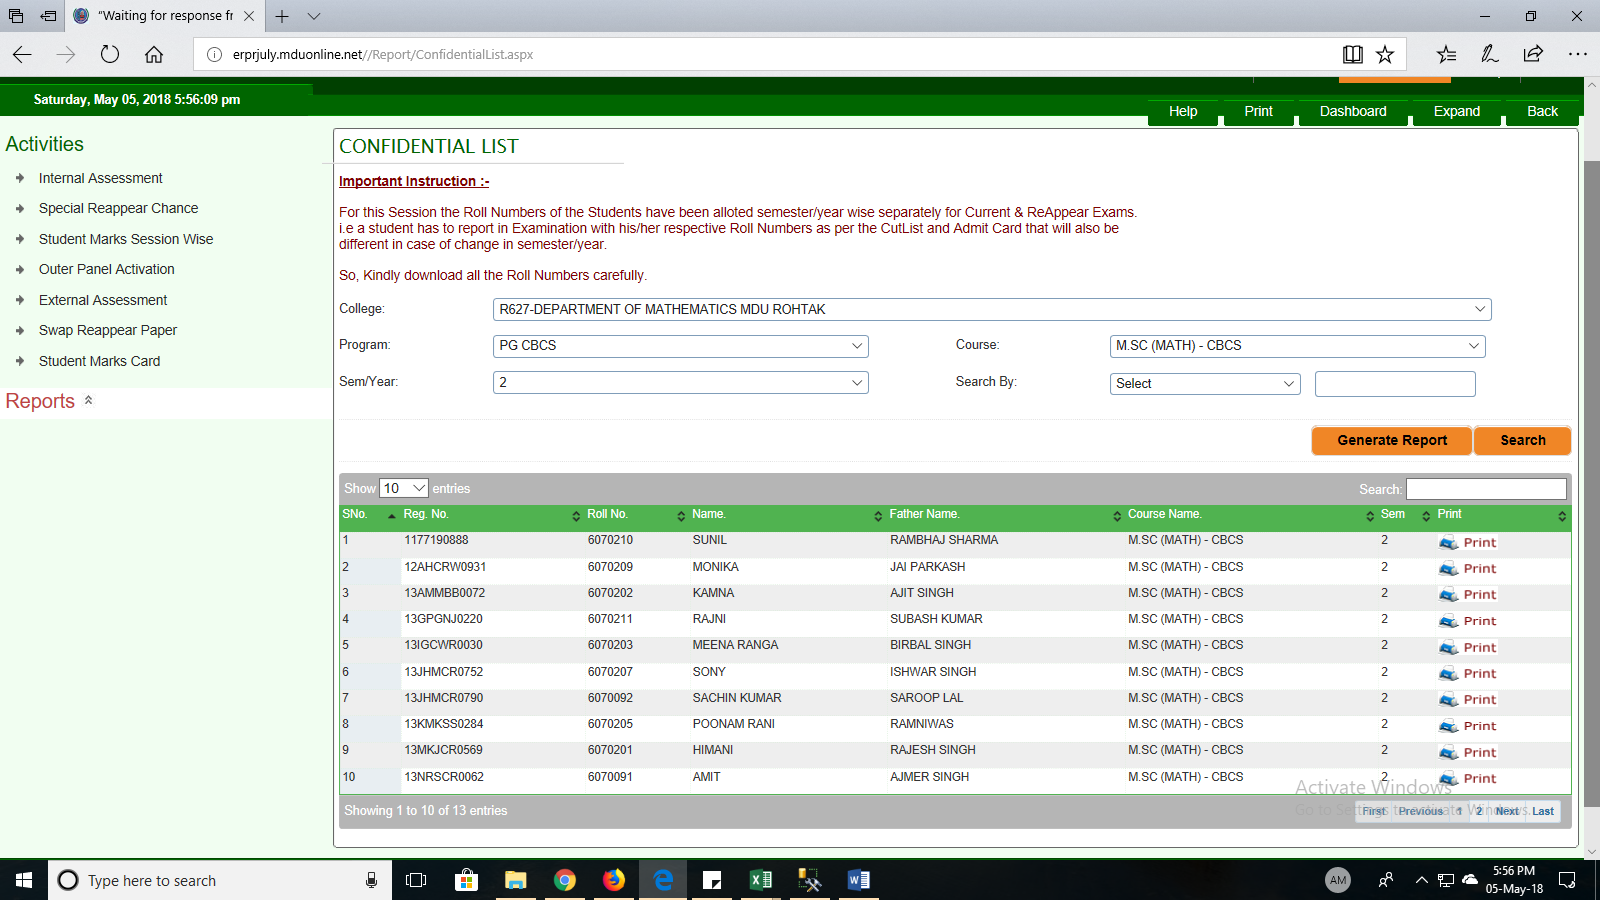 "Waiting for response fr
erprjuly.mduonline.net//Report/ConfidentialList.aspx
Saturday, May 05, 2018 5:56:09 pm
Help Print Dashboard Expand Back
Activities
Internal Assessment
Special Reappear Chance
Student Marks Session Wise
Outer Panel Activation
External Assessment
Swap Reappear Paper
Student Marks Card
Reports
CONFIDENTIAL LIST
Important Instruction :-
For this Session the Roll Numbers of the Students have been alloted semester/year wise separately for Current & ReAppear Exams.
i.e a student has to report in Examination with his/her respective Roll Numbers as per the CutList and Admit Card that will also be
different in case of change in semester/year.
So, Kindly download all the Roll Numbers carefully.
College: R627-DEPARTMENT OF MATHEMATICS MDU ROHTAK
Program: PG CBCS Course: M.SC (MATH) - CBCS
Sem/Year: 2 Search By: Select
Generate Report Search
Show 10 entries Search:
SNo. Reg. No. Roll No. Name. Father Name. Course Name. Sem Print
1 1177190888 6070210 SUNIL RAMBHAJ SHARMA M.SC (MATH) - CBCS 2 Print
2 12AHCRW0931 6070209 MONIKA JAI PARKASH M.SC (MATH) - CBCS 2 Print
3 13AMMBB0072 6070202 KAMNA AJIT SINGH M.SC (MATH) - CBCS 2 Print
4 13GPGNJ0220 6070211 RAJNI SUBASH KUMAR M.SC (MATH) - CBCS 2 Print
5 13IGCWR0030 6070203 MEENA RANGA BIRBAL SINGH M.SC (MATH) - CBCS 2 Print
6 13JHMCR0752 6070207 SONY ISHWAR SINGH M.SC (MATH) - CBCS 2 Print
7 13JHMCR0790 6070092 SACHIN KUMAR SAROOP LAL M.SC (MATH) - CBCS 2 Print
8 13KMKSS0284 6070205 POONAM RANI RAMNIWAS M.SC (MATH) - CBCS 2 Print
9 13MKJCR0569 6070201 HIMANI RAJESH SINGH M.SC (MATH) - CBCS 2 Print
10 13NRSCR0062 6070091 AMIT AJMER SINGH M.SC (MATH) - CBCS 2 Print
Activate Windows
Go to Settings to activate Windows.
Showing 1 to 10 of 13 entries First Previous 1 2 Next Last
Type here to search
AM
5:56 PM
05-May-18